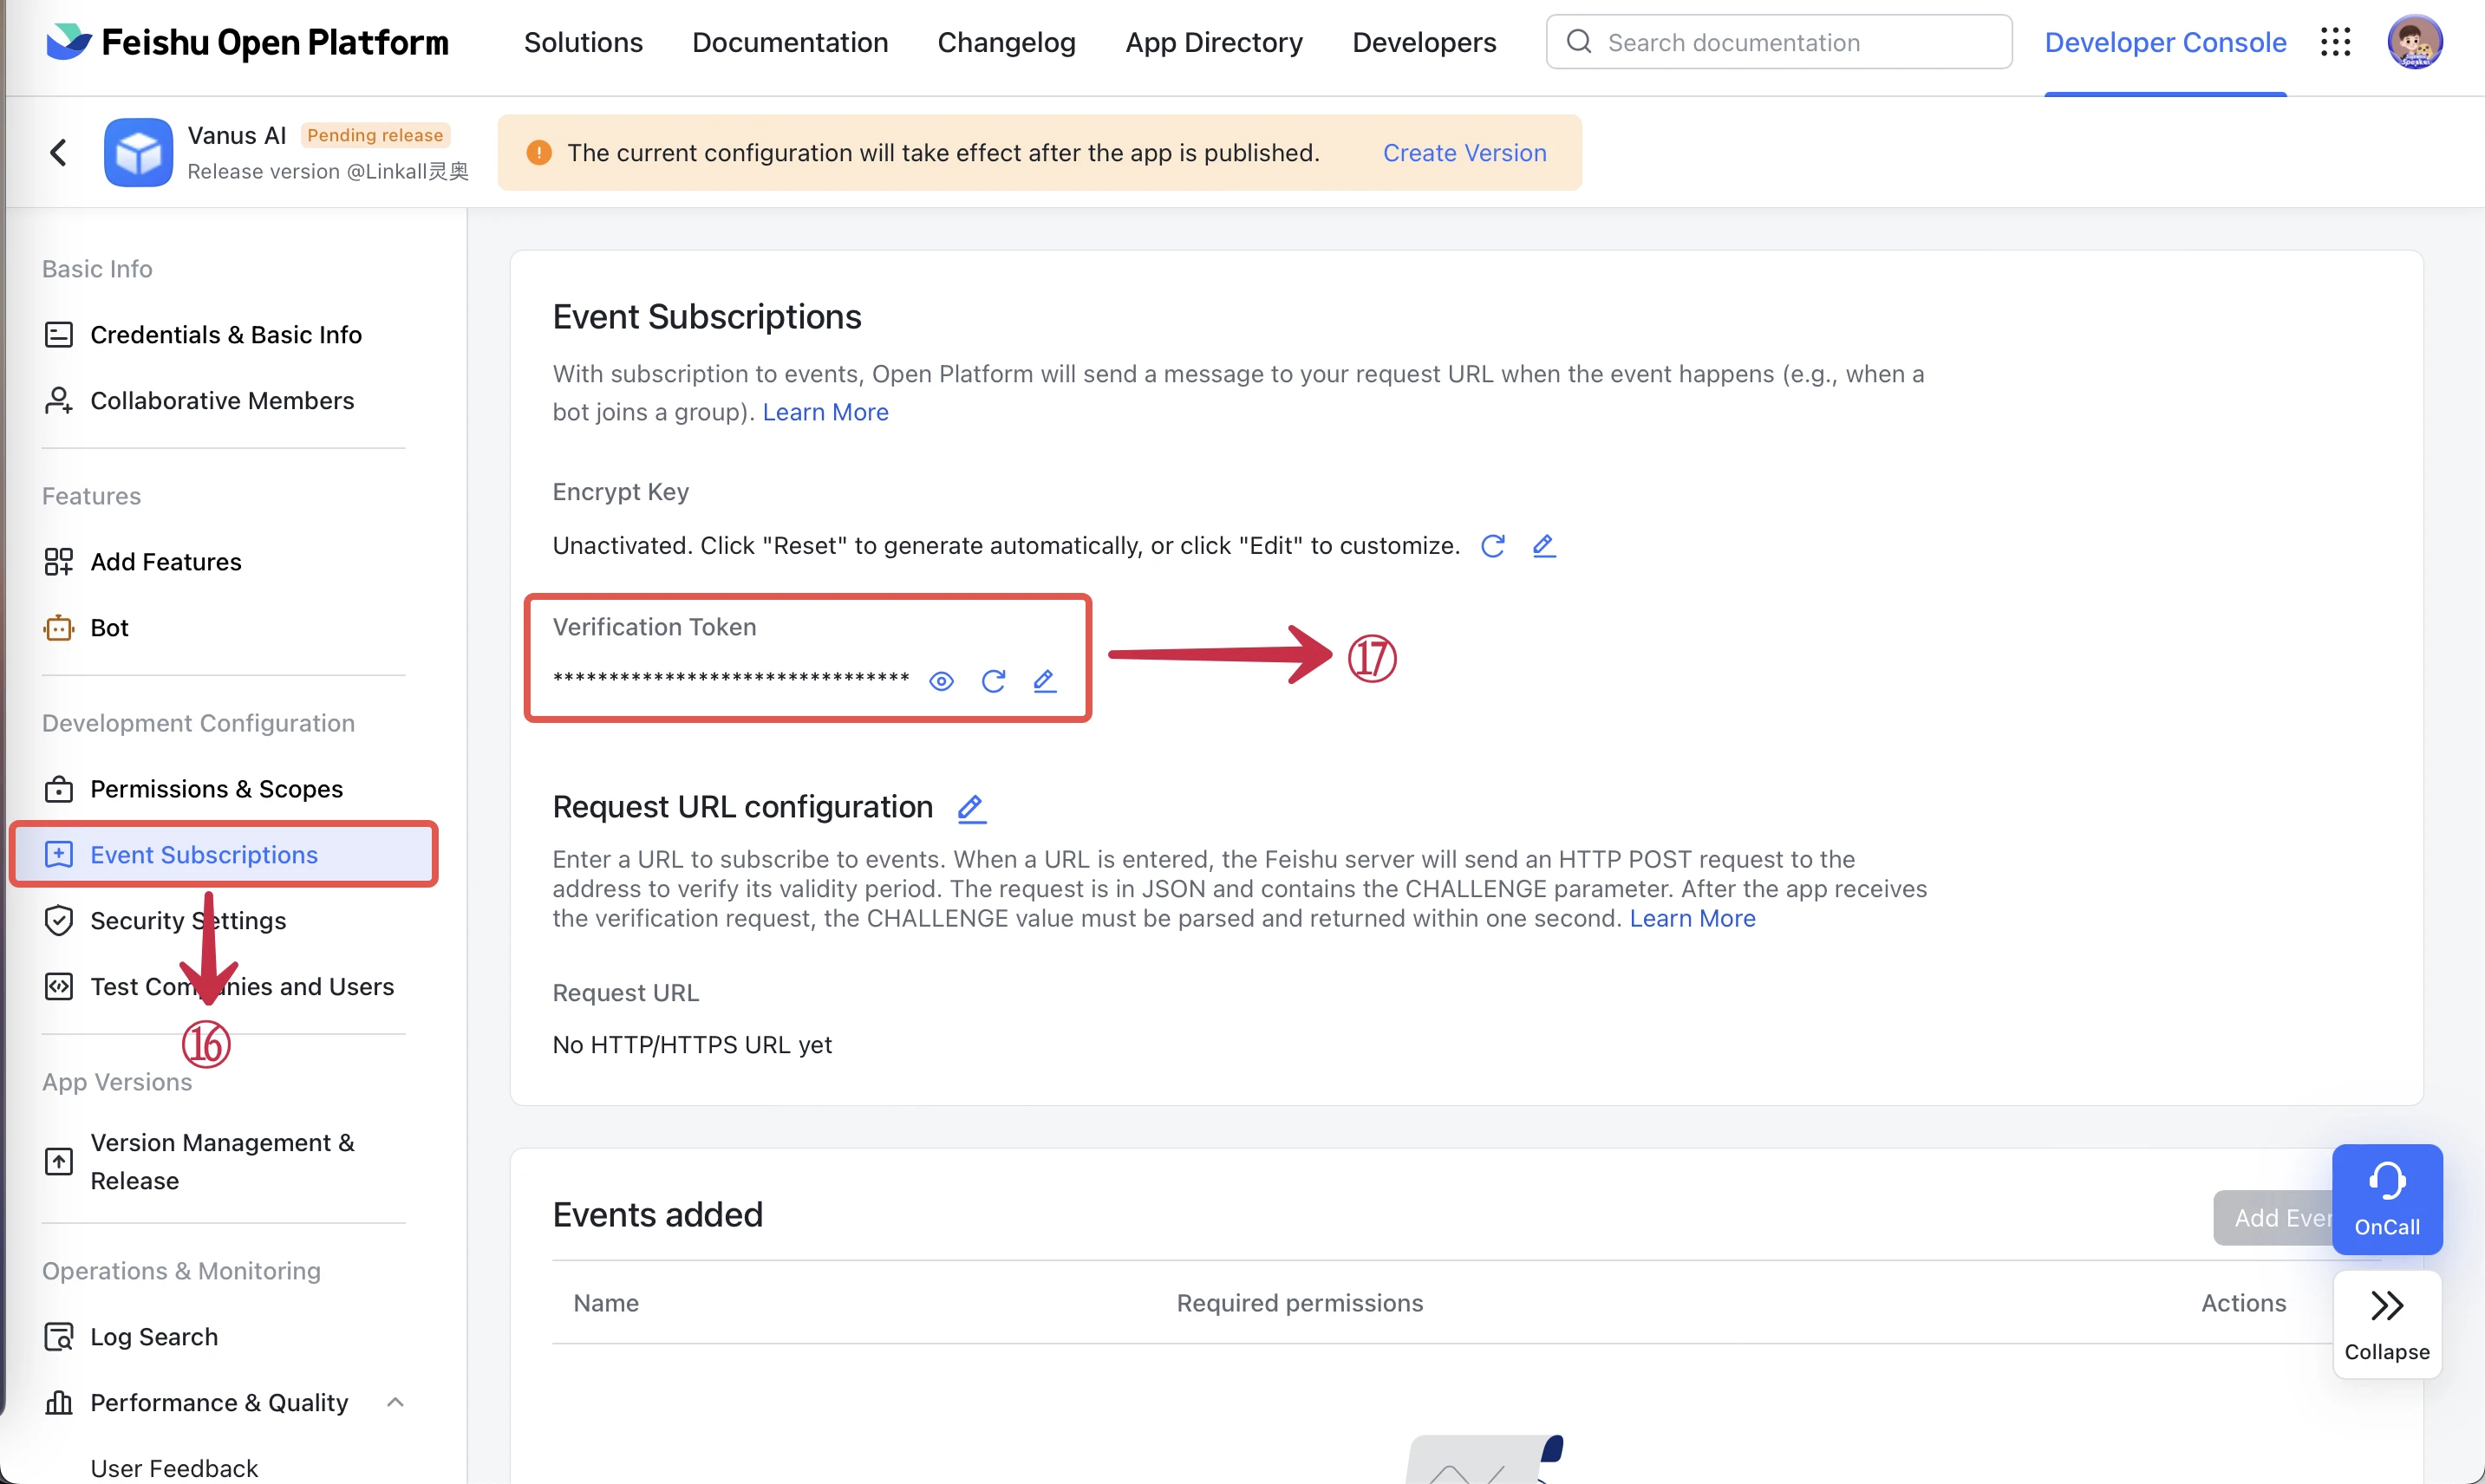 Feishu Open Platform
Solutions
Documentation
Changelog
App Directory
Developers
Search documentation
Developer Console
Vanus AI
Pending release
Release version @Linkall灵奥
The current configuration will take effect after the app is published.
Create Version
Basic Info
Credentials & Basic Info
Collaborative Members
Features
Add Features
Bot
Development Configuration
Permissions & Scopes
Event Subscriptions
Security Settings
Test Companies and Users
⑯
App Versions
Version Management &
Release
Operations & Monitoring
Log Search
Performance & Quality
User Feedback
Event Subscriptions
With subscription to events, Open Platform will send a message to your request URL when the event happens (e.g., when a
bot joins a group). Learn More
Encrypt Key
Unactivated. Click "Reset" to generate automatically, or click "Edit" to customize.
Verification Token
********************************
⑰
Request URL configuration
Enter a URL to subscribe to events. When a URL is entered, the Feishu server will send an HTTP POST request to the
address to verify its validity period. The request is in JSON and contains the CHALLENGE parameter. After the app receives
the verification request, the CHALLENGE value must be parsed and returned within one second. Learn More
Request URL
No HTTP/HTTPS URL yet
Events added
Add
OnCall
Name
Required permissions
Actions
Collapse